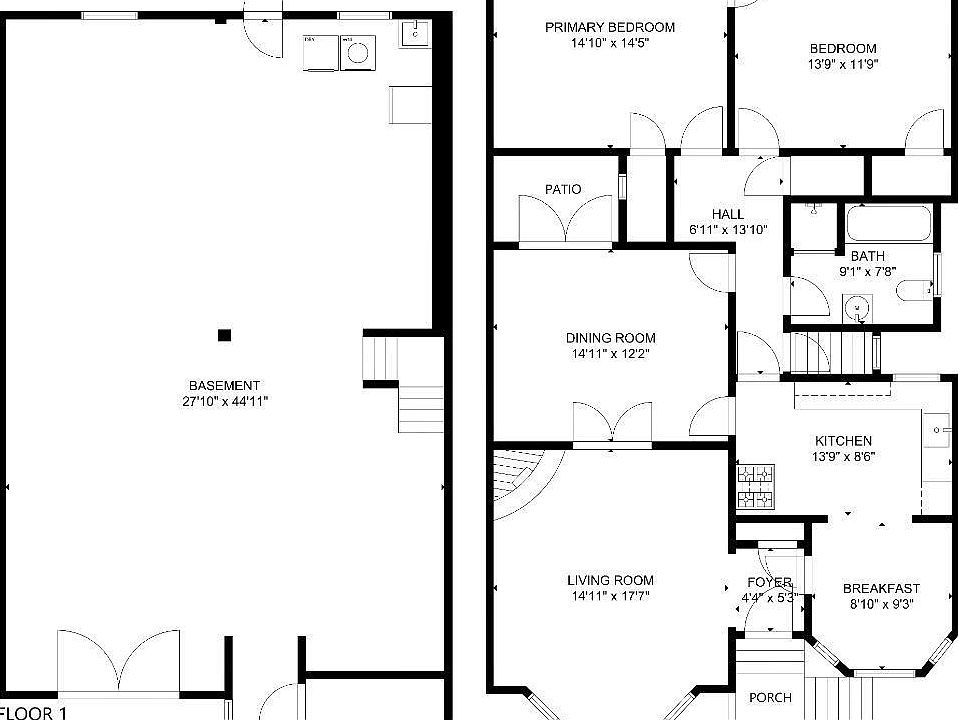 PRIMARY BEDROOM
14'10" x 14'5"
BEDROOM
13'9" x 11'9"
PATIO
HALL
6'11" x 13'10"
BATH
9'1" x 7'8"
DINING ROOM
14'11" x 12'2"
BASEMENT
27'10" x 44'11"
KITCHEN
13'9" x 8'6"
LIVING ROOM
14'11" x 17'7"
FOYER
4'4" x 5'3"
BREAKFAST
8'10" x 9'3"
PORCH
FLOOR 1